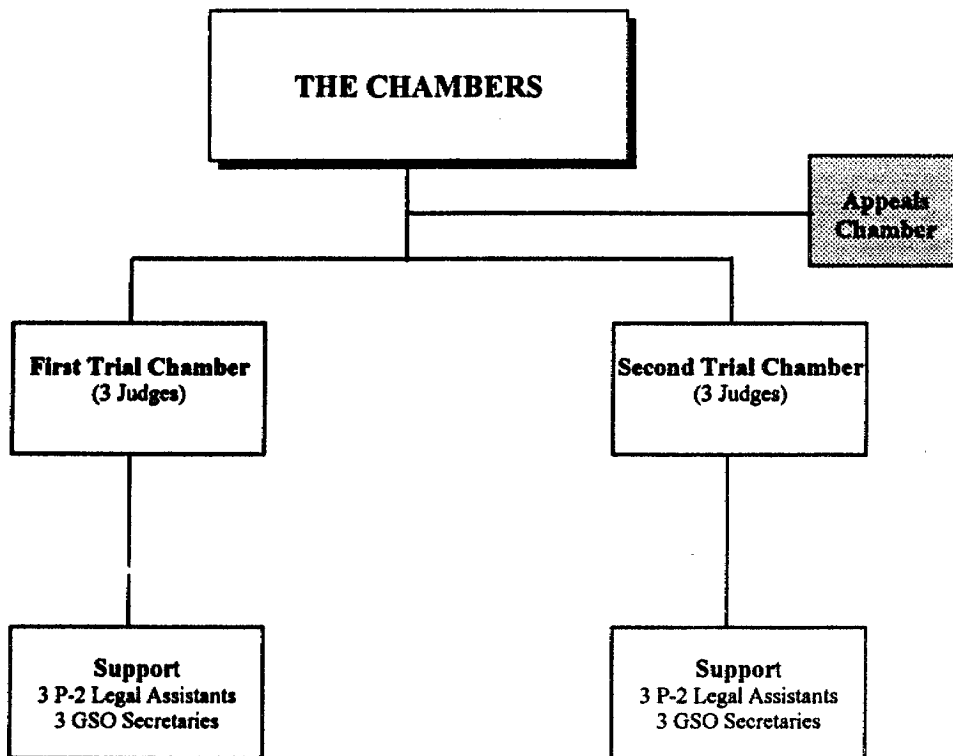 THE CHAMBERS
Appeals
Chamber
First Trial Chamber
(3 Judges)
Second Trial Chamber
(3 Judges)
Support
3 P-2 Legal Assistants
3 GSO Secretaries
Support
3 P-2 Legal Assistants
3 GSO Secretaries